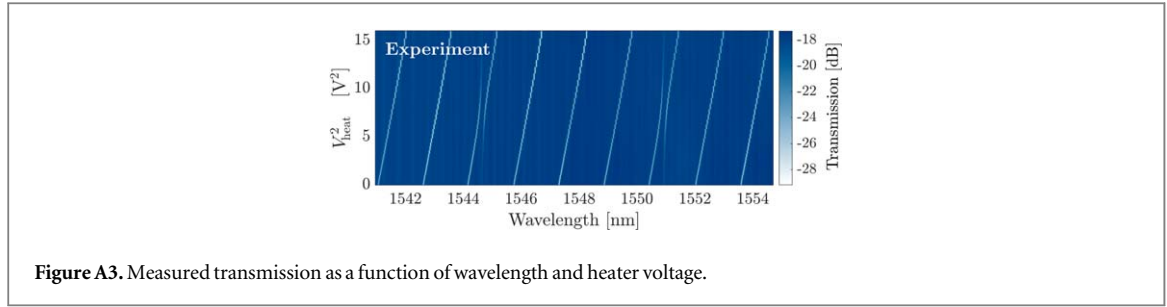 Experiment
15
10
5
0
V²heat [V²]
1542 1544 1546 1548 1550 1552 1554
Wavelength [nm]
-18
-20
-22
-24
-26
-28
Transmission [dB]
Figure A3. Measured transmission as a function of wavelength and heater voltage.